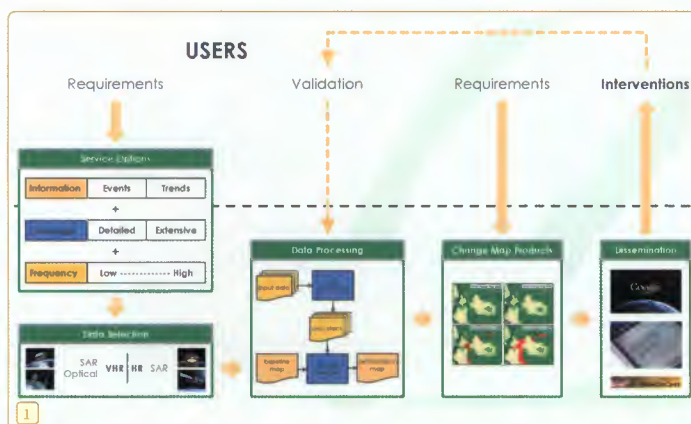 USERS
Requirements
Validation
Requirements
Interventions
Service Options
Information Events Trends
+
Detailed Extensive
+
Frequency Low High
Data Selection
SAR
Optical
VHR HR SAR
Data Processing
input data
baseline
map
map
Change Map Products
Dissemination
Google
1